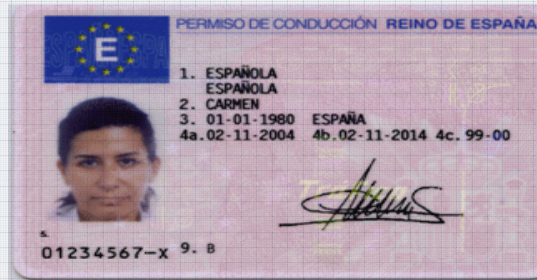 PERMISO DE CONDUCCIÓN REINO DE ESPAÑA
E
1. ESPAÑOLA
ESPAÑOLA
2. CARMEN
3. 01-01-1980 ESPAÑA
4a.02-11-2004 4b.02-11-2014 4c.99-00
5.
01234567-X 9. B